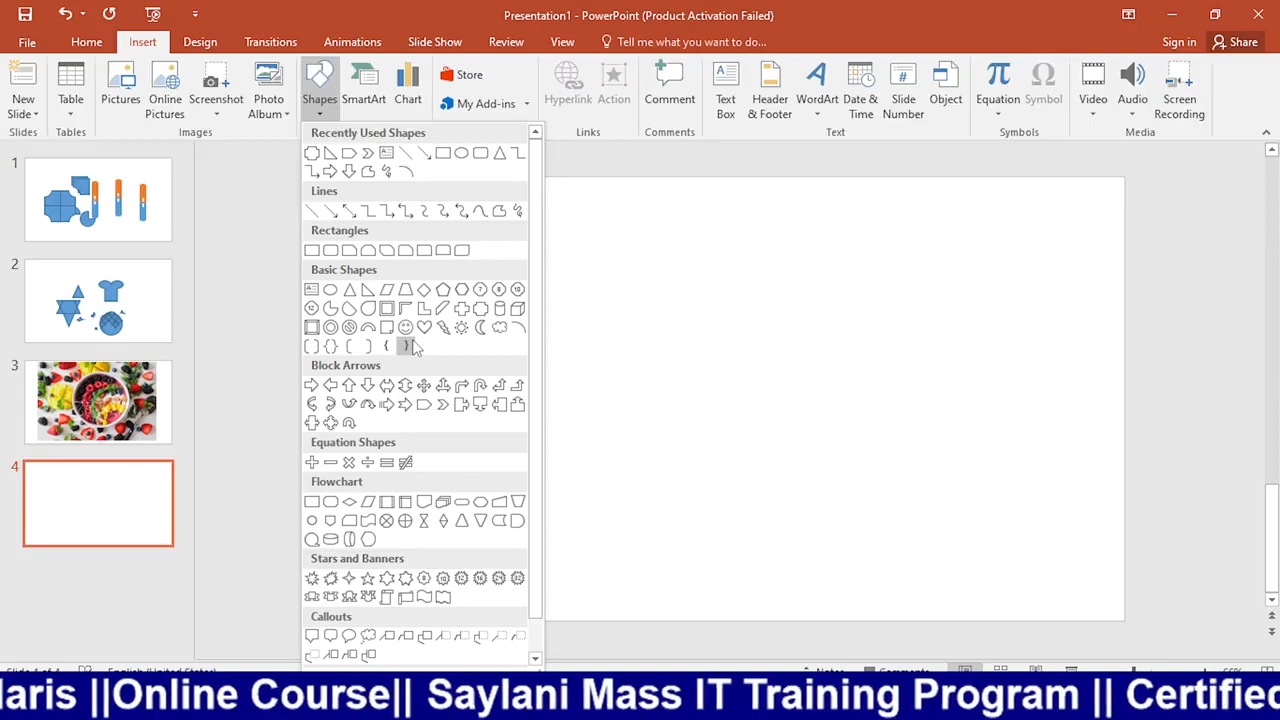 Presentation1 - PowerPoint (Product Activation Failed)
File Home Insert Design Transitions Animations Slide Show Review View Tell me what you want to do... Sign in Share
New Slide
Table
Pictures
Online Pictures
Screenshot
Photo Album
Shapes
SmartArt
Chart
Store
My Add-ins
Hyperlink
Action
Comment
Text Box
Header & Footer
WordArt
Date & Time
Slide Number
Object
Equation
Symbol
Video
Audio
Screen Recording
Slides Tables Images Links Comments Text Symbols Media
Recently Used Shapes
Lines
Rectangles
Basic Shapes
Block Arrows
Equation Shapes
Flowchart
Stars and Banners
Callouts
1
2
3
4
laris ||Online Course|| Saylani Mass IT Training Program || Certified